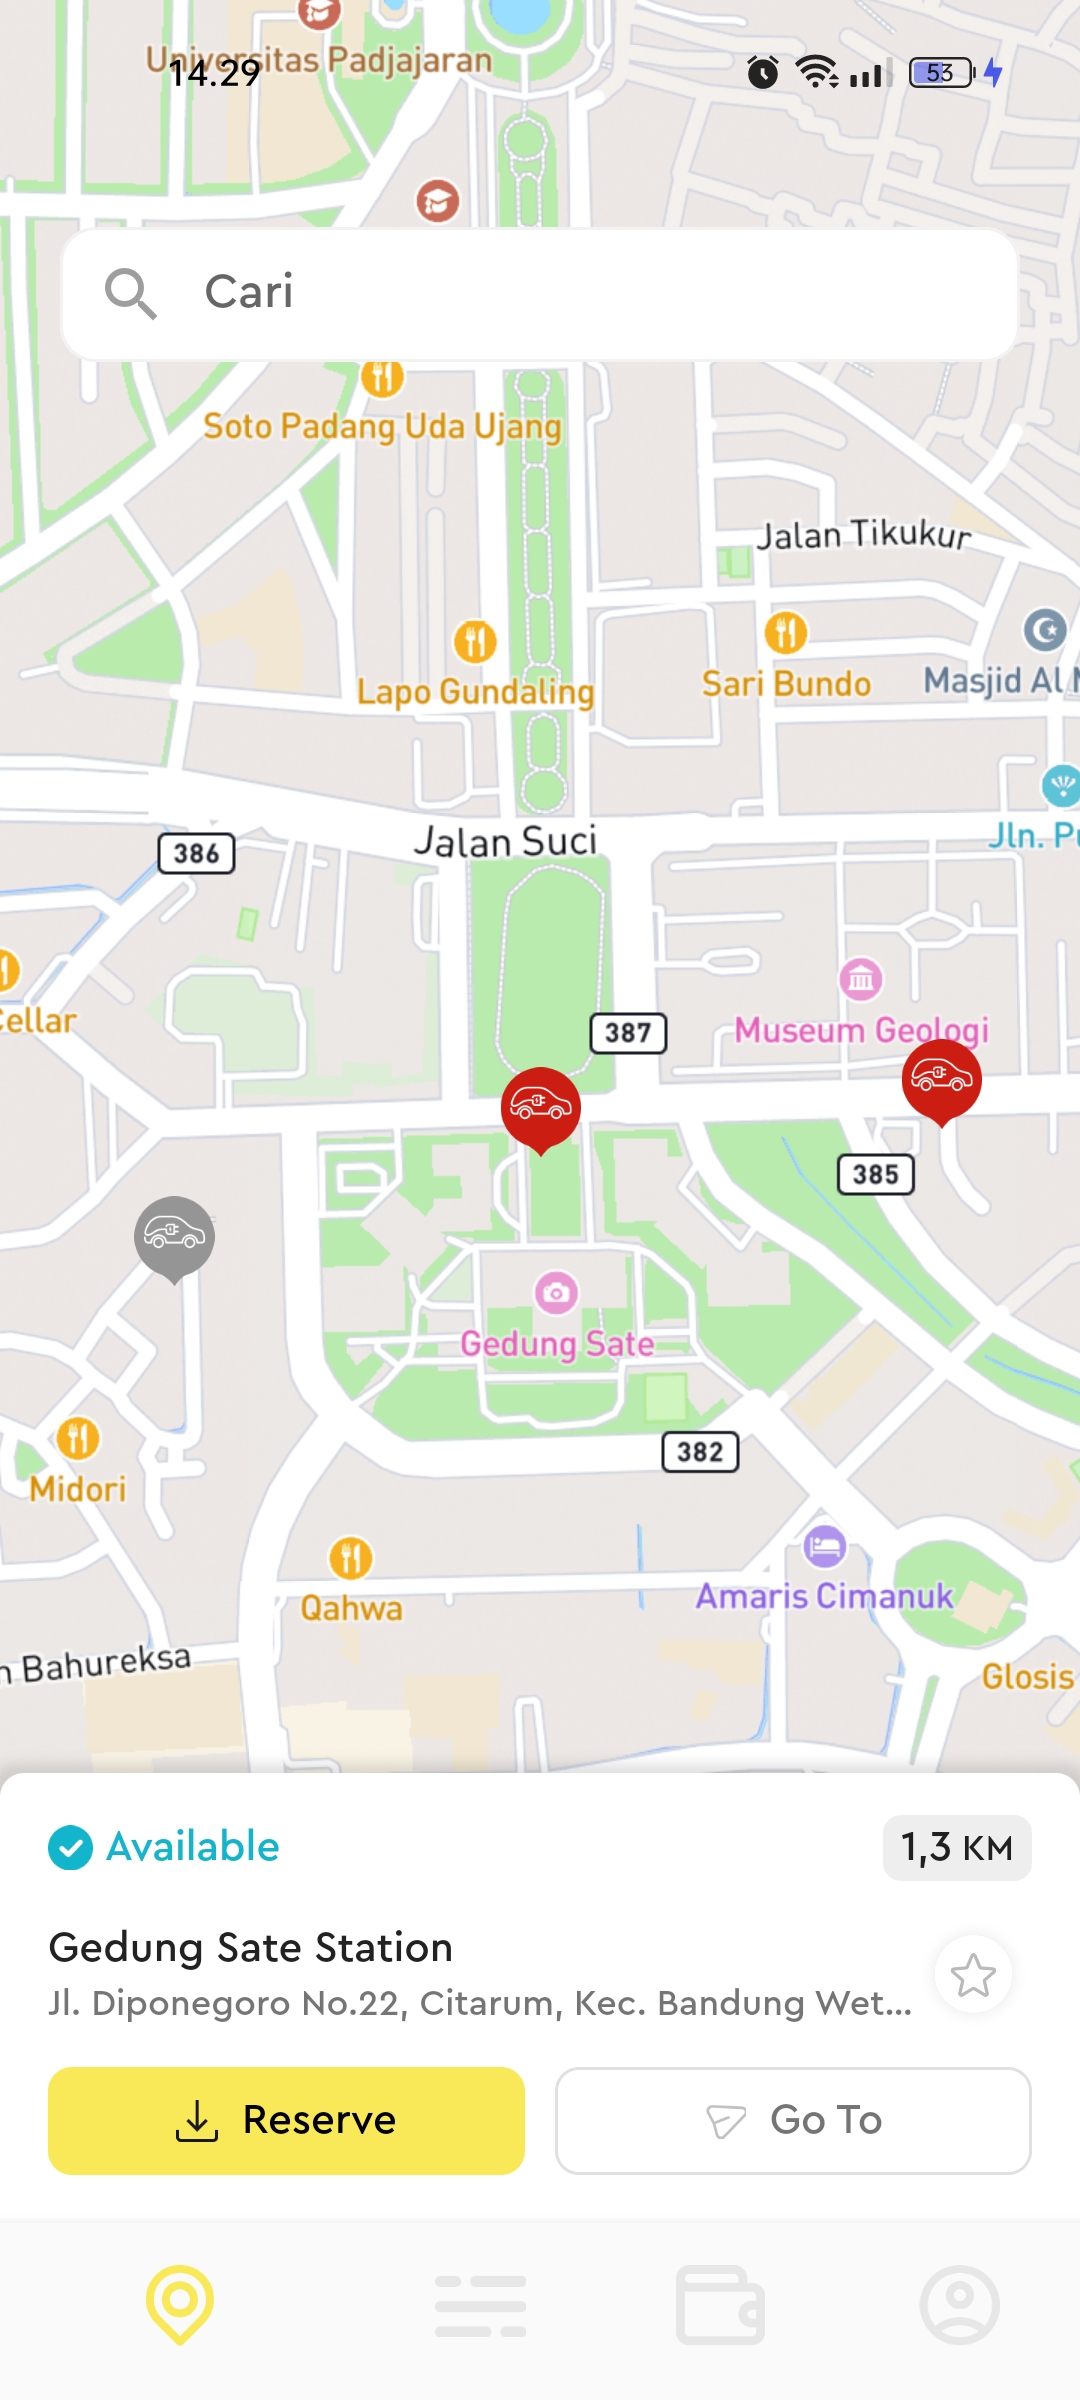 Universitas Padjajaran
14.29
53
Cari
Soto Padang Uda Ujang
Jalan Tikukur
Lapo Gundaling
Sari Bundo
Masjid Al
Jalan Suci
Jln. Pu
386
Cellar
387
Museum Geologi
385
Gedung Sate
382
Midori
Amaris Cimanuk
Qahwa
n Bahureksa
Glosis
Available
1,3 KM
Gedung Sate Station
Jl. Diponegoro No.22, Citarum, Kec. Bandung Wet...
Reserve
Go To